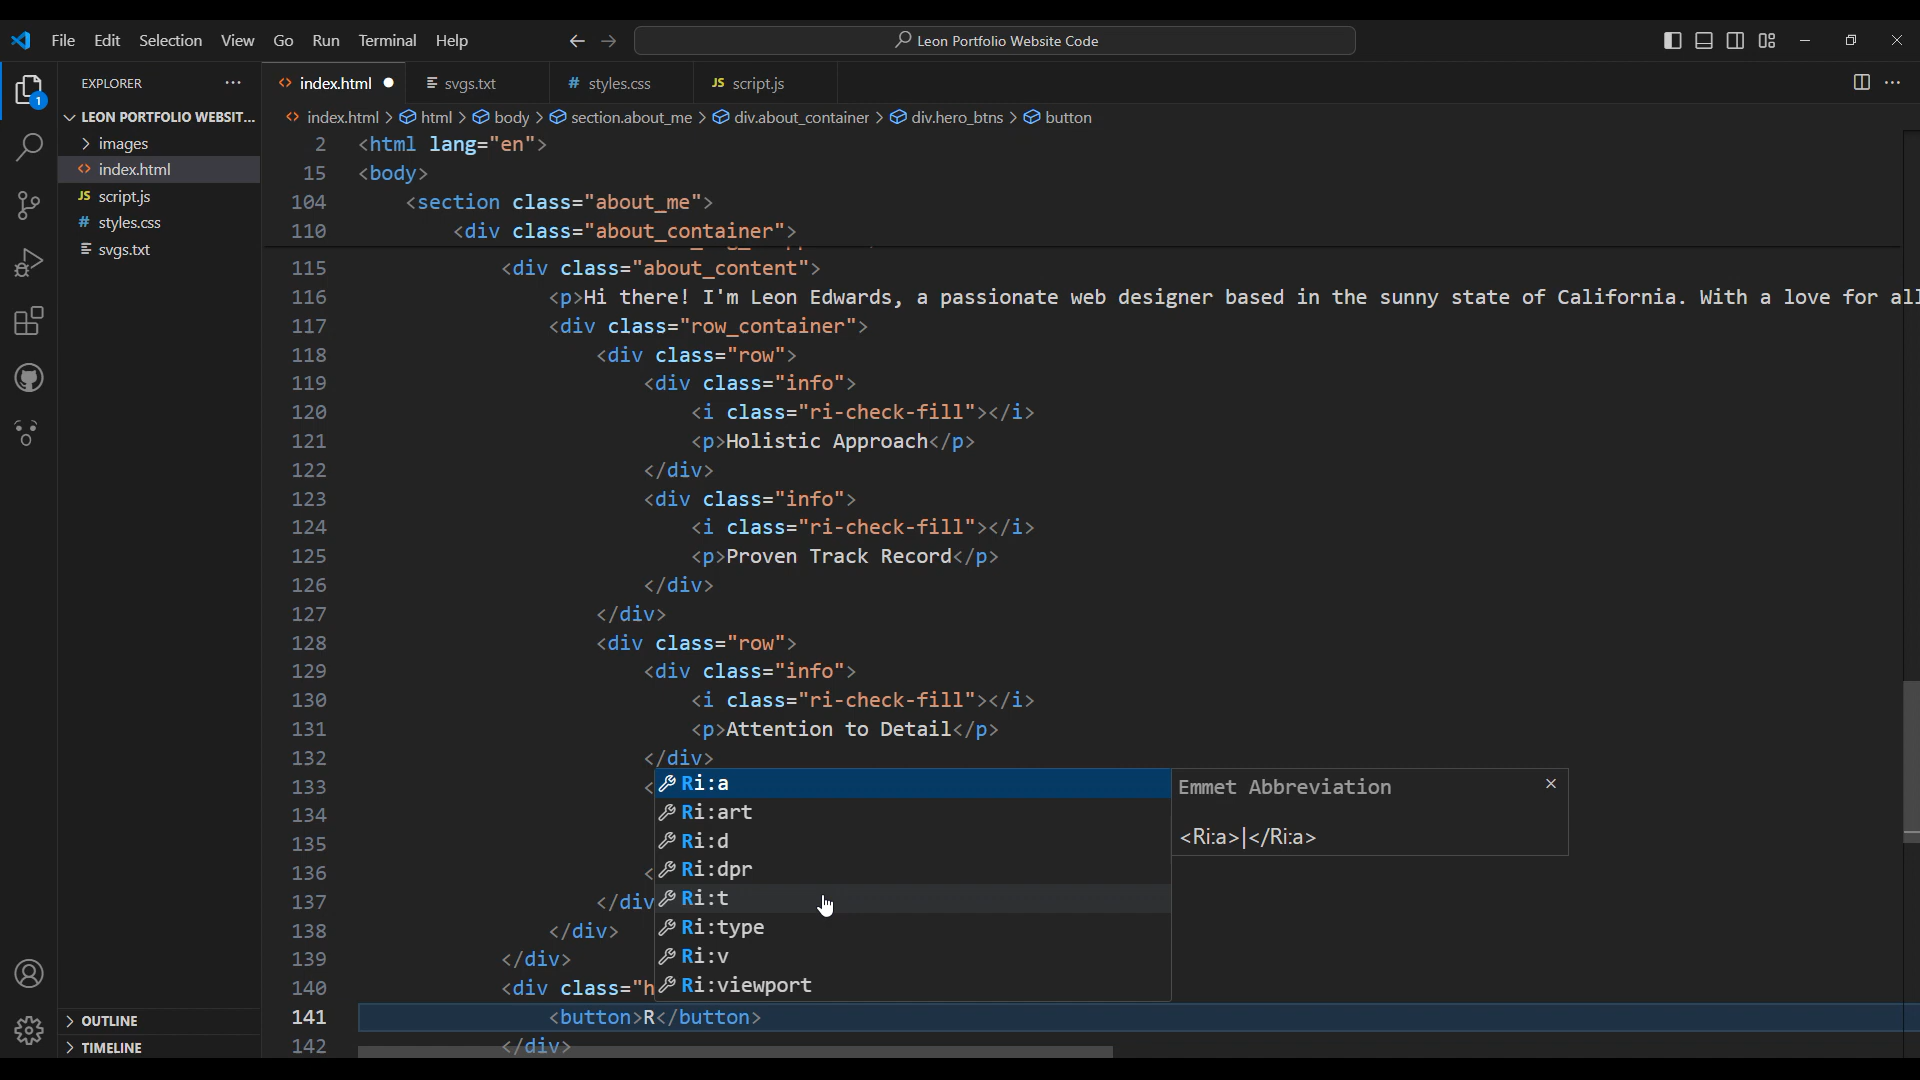 File Edit Selection View Go Run Terminal Help
Leon Portfolio Website Code
EXPLORER
index.html
svgs.txt
# styles.css
JS script.js
1
LEON PORTFOLIO WEBSIT...
index.html > html > body > section.about_me > div.about_container > div.hero_btns > button
images
index.html
JS script.js
# styles.css
svgs.txt
2 <html lang="en">
15 <body>
104 <section class="about_me">
110 <div class="about_container">
115 <div class="about_content">
116 <p>Hi there! I'm Leon Edwards, a passionate web designer based in the sunny state of California. With a love for all
117 <div class="row_container">
118 <div class="row">
119 <div class="info">
120 <i class="ri-check-fill"></i>
121 <p>Holistic Approach</p>
122 </div>
123 <div class="info">
124 <i class="ri-check-fill"></i>
125 <p>Proven Track Record</p>
126 </div>
127 </div>
128 <div class="row">
129 <div class="info">
130 <i class="ri-check-fill"></i>
131 <p>Attention to Detail</p>
132 </div>
133 <
134
135
136 <
137 </div
138 </div>
139 </div>
140 <div class="h
141 <button>R</button>
142 </div>
Ri:a
Ri:art
Ri:d
Ri:dpr
Ri:t
Ri:type
Ri:v
Ri:viewport
Emmet Abbreviation
<Ri:a>|</Ri:a>
OUTLINE
TIMELINE